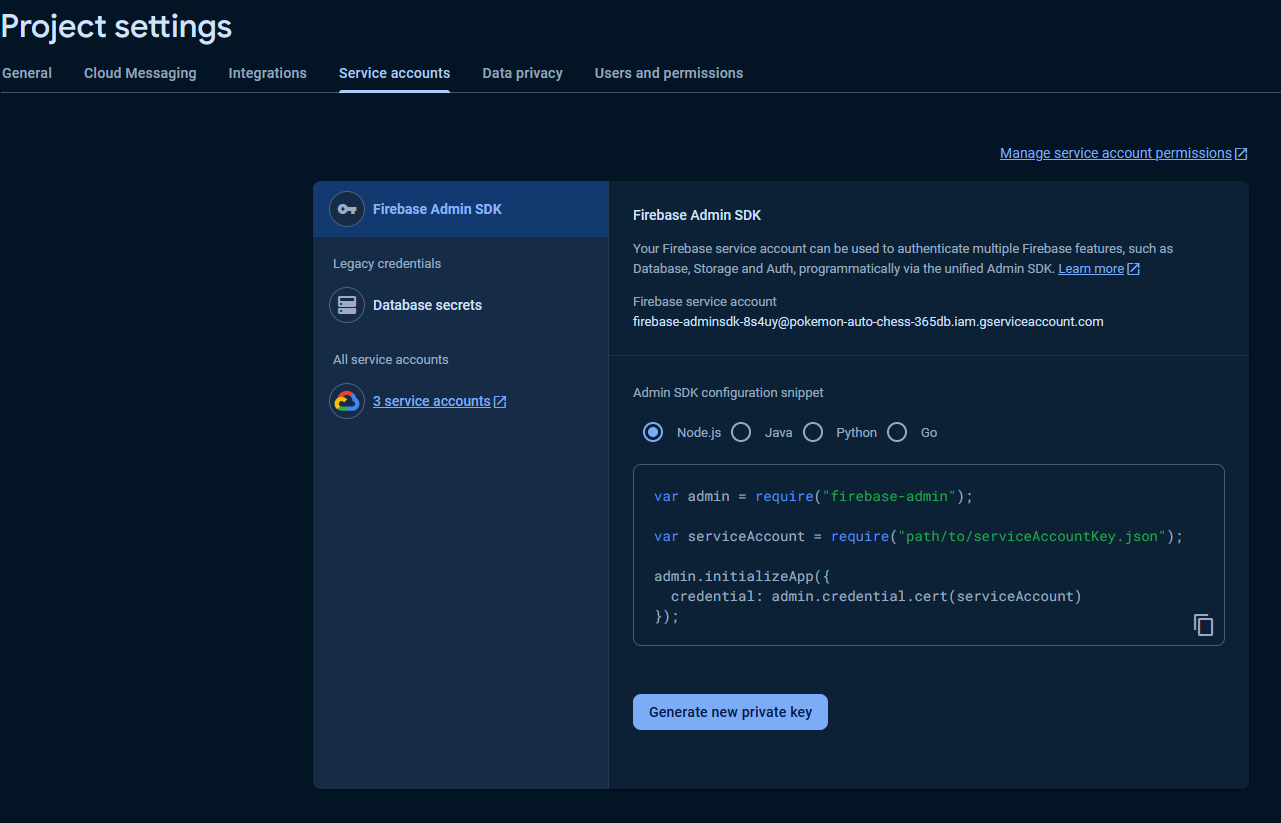 Project settings
General
Cloud Messaging
Integrations
Service accounts
Data privacy
Users and permissions
Manage service account permissions
Firebase Admin SDK
Legacy credentials
Database secrets
All service accounts
3 service accounts
Firebase Admin SDK
Your Firebase service account can be used to authenticate multiple Firebase features, such as
Database, Storage and Auth, programmatically via the unified Admin SDK. Learn more
Firebase service account
firebase-adminsdk-8s4uy@pokemon-auto-chess-365db.iam.gserviceaccount.com
Admin SDK configuration snippet
Node.js
Java
Python
Go
var admin = require("firebase-admin");
var serviceAccount = require("path/to/serviceAccountKey.json");
admin.initializeApp({
  credential: admin.credential.cert(serviceAccount)
});
Generate new private key